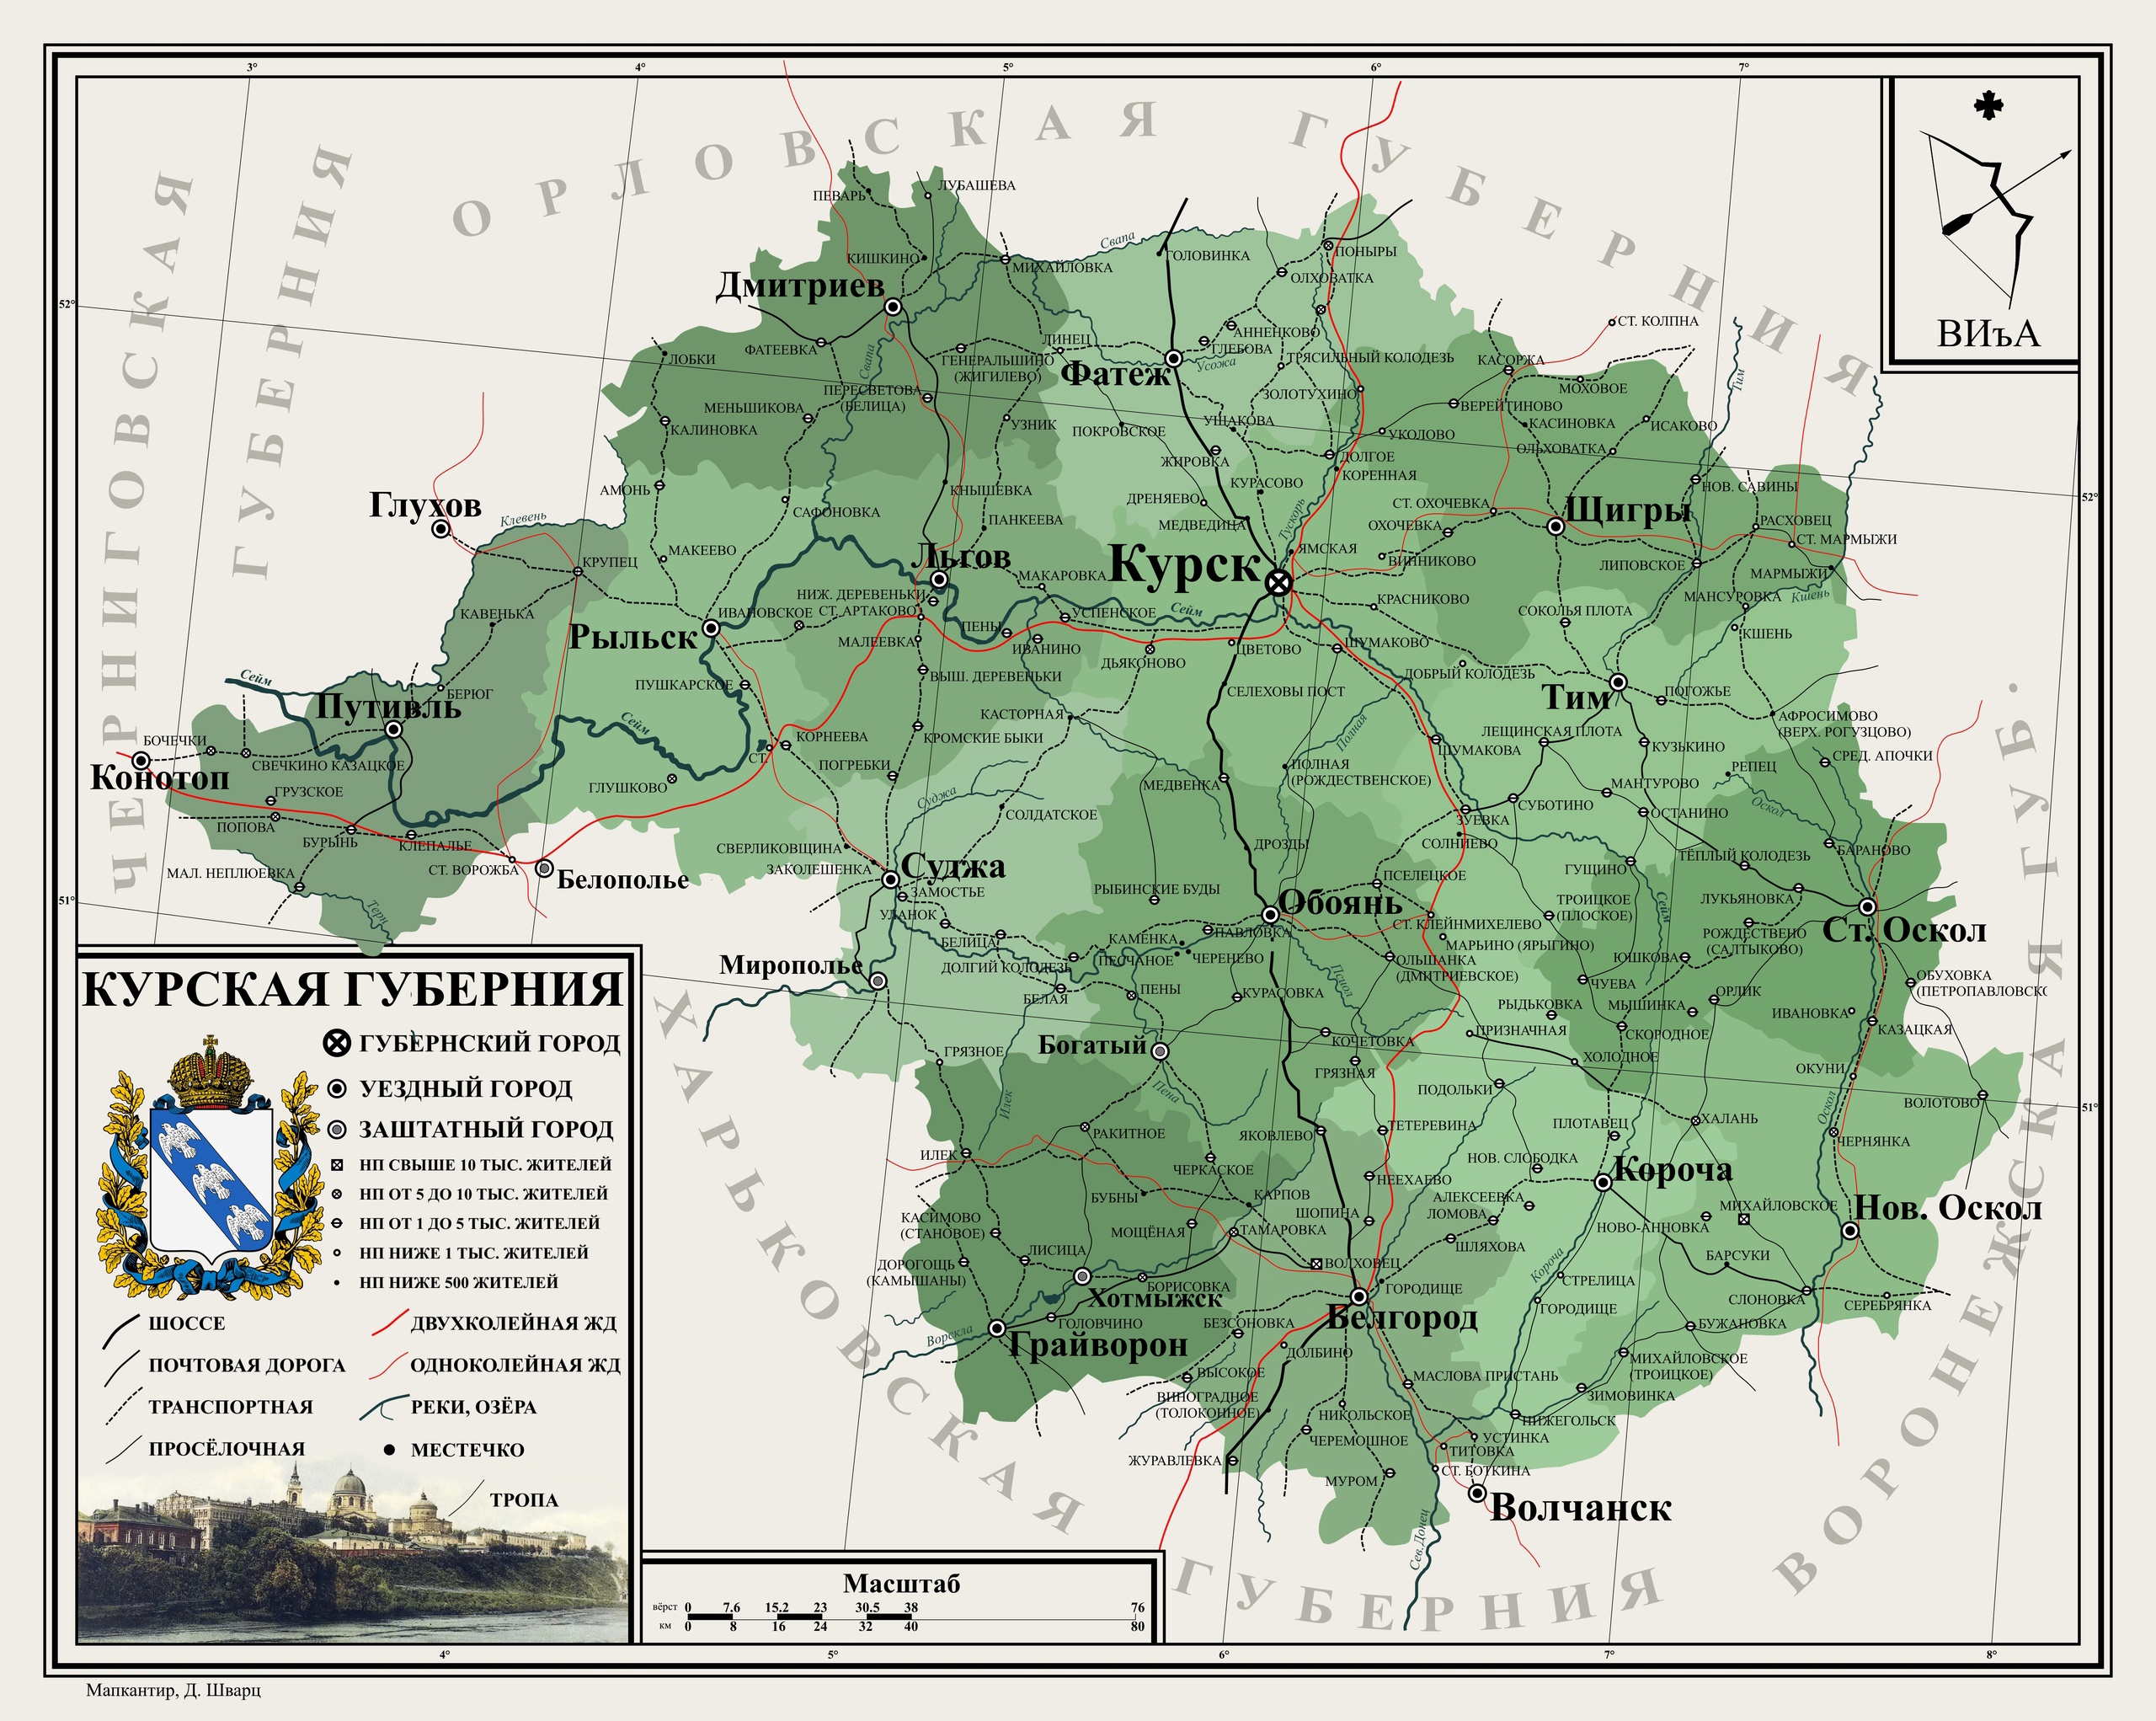 3°
4°
5°
6°
7°
ОРЛОВСКАЯ ГУБЕРНИЯ
ЧЕРНИГОВСКАЯ
ГУБЕРНИЯ
ВИъА
ПЕВАРЬ
ЛУБАШЕВА
Свапа
ГОЛОВИНКА
ПОНЫРЫ
КИШКИНО
МИХАЙЛОВКА
ОЛХОВАТКА
Дмитриев
52°
СТ. КОЛПНА
ФАТЕЕВКА
ЛИНЕЦ
АННЕНКОВО
ГЛЕБОВА
ЛОБКИ
Свапа
ГЕНЕРАЛЬШИНО
(ЖИГИЛЕВО)
Фатеж
Усожа
ТРЯСИЛЬНЫЙ КОЛОДЕЗЬ
КАСОРЖА
МОХОВОЕ
Тим
ПЕРЕСВЕТОВА
(БЕЛИЦА)
МЕНЬШИКОВА
ЗОЛОТУХИНО
ВЕРЕЙТИНОВО
КАЛИНОВКА
УЗНИК
ПОКРОВСКОЕ
УШАКОВА
УКОЛОВО
КАСИНОВКА
ИСАКОВО
ЖИРОВКА
ДОЛГОЕ
ОЛЬХОВАТКА
КОРЕННАЯ
АМОНЬ
КНЫШЕВКА
КУРАСОВО
НОВ. САВИНЫ
52°
Глухов
САФОНОВКА
ДРЕНЯЕВО
СТ. ОХОЧЕВКА
Щигры
Клевень
ПАНКЕЕВА
МЕДВЕДИЦА
Тускорь
ОХОЧЕВКА
РАСХОВЕЦ
СТ. МАРМЫЖИ
МАКЕЕВО
Льгов
Курск
ЯМСКАЯ
КРУПЕЦ
МАКАРОВКА
ВИННИКОВО
ЛИПОВСКОЕ
МАРМЫЖИ
НИЖ. ДЕРЕВЕНЬКИ
МАНСУРОВКА
Кшень
КАВЕНЬКА
ИВАНОВСКОЕ
СТ. АРТАКОВО
УСПЕНСКОЕ
Сейм
КРАСНИКОВО
СОКОЛЬЯ ПЛОТА
Рыльск
ПЕНЫ
КШЕНЬ
МАЛЕЕВКА
ИВАНИНО
ДЬЯКОНОВО
ЦВЕТОВО
ШУМАКОВО
ВЫШ. ДЕРЕВЕНЬКИ
ДОБРЫЙ КОЛОДЕЗЬ
Сейм
ПУШКАРСКОЕ
БЕРЮГ
СЕЛЕХОВЫ ПОСТ
Тим
ПОГОЖЬЕ
Путивль
КАСТОРНАЯ
АФРОСИМОВО
(ВЕРХ. РОГУЗЦОВО)
Сейм
Полная
ЛЕЩИНСКАЯ ПЛОТА
БОЧЕЧКИ
КОРНЕЕВА
КРОМСКИЕ БЫКИ
ШУМАКОВА
КУЗЬКИНО
СТ.
СРЕД. АПОЧКИ
СВЕЧКИНО КАЗАЦКОЕ
ПОГРЕБКИ
ПОЛНАЯ
(РОЖДЕСТВЕНСКОЕ)
РЕПЕЦ
Конотоп
ГЛУШКОВО
МЕДВЕНКА
МАНТУРОВО
ГРУЗСКОЕ
Суджа
СУБОТИНО
Оскол
СОЛДАТСКОЕ
ЗУЕВКА
ОСТАНИНО
ПОПОВА
БУРЫНЬ
КЛЕПАЛЬЕ
СВЕРЛИКОВЩИНА
ДРОЗДЫ
СОЛНЦЕВО
БАРАНОВО
ТЁПЛЫЙ КОЛОДЕЗЬ
МАЛ. НЕПЛЮЕВКА
СТ. ВОРОЖБА
Белополье
ЗАКОЛЕШЕНКА
Суджа
ГУЩИНО
ПСЕЛЕЦКОЕ
51°
ЗАМОСТЬЕ
РЫБИНСКИЕ БУДЫ
Обоянь
ТРОИЦКОЕ
(ПЛОСКОЕ)
Сейм
ЛУКЬЯНОВКА
Терн
УЛАНОК
СТ. КЛЕЙНМИХЕЛЕВО
Ст. Оскол
БЕЛИЦА
КАМЕНКА
ПАВЛОВКА
МАРЬИНО (ЯРЫГИНО)
РОЖДЕСТВЕНО
(САЛТЫКОВО)
ПЕСЧАНОЕ
ЧЕРЕНЕВО
ОЛЬШАНКА
(ДМИТРИЕВСКОЕ)
ЮШКОВА
Мирополье
ДОЛГИЙ КОЛОДЕЗЬ
Псиол
ЧУЕВА
ОБУХОВКА
(ПЕТРОПАВЛОВСКО
БЕЛАЯ
ПЕНЫ
КУРАСОВКА
ОРЛИК
РЫДЬКОВКА
МЫШИНКА
ИВАНОВКА
ПРИЗНАЧНАЯ
СКОРОДНОЕ
КАЗАЦКАЯ
Богатый
КОЧЕТОВКА
ГРЯЗНОЕ
ХОЛОДНОЕ
ГРЯЗНАЯ
ОКУНИ
ПОДОЛЬКИ
Пена
ВОЛОТОВО
51°
Илек
Оскол
ПЛОТАВЕЦ
ХАЛАНЬ
РАКИТНОЕ
ЯКОВЛЕВО
ТЕТЕРЕВИНА
ЧЕРНЯНКА
ИЛЕК
ЧЕРКАСКОЕ
НОВ. СЛОБОДКА
Короча
НЕЕХАЕВО
БУБНЫ
КАРПОВ
АЛЕКСЕЕВКА
МИХАЙЛОВСКОЕ
Нов. Оскол
КАСИМОВО
(СТАНОВОЕ)
ШОПИНА
ЛОМОВА
НОВО-АННОВКА
МОЩЁНАЯ
ТАМАРОВКА
ЛИСИЦА
ШЛЯХОВА
БАРСУКИ
ДОРОГОЩЬ
(КАМЫШАНЫ)
ВОЛХОВЕЦ
Короча
БОРИСОВКА
ГОРОДИЩЕ
СТРЕЛИЦА
Хотмыжск
СЛОНОВКА
СЕРЕБРЯНКА
Белгород
ГОРОДИЩЕ
ГОЛОВЧИНО
БЕЗСОНОВКА
БУЖАНОВКА
Ворскла
Грайворон
ДОЛБИНО
МИХАЙЛОВСКОЕ
(ТРОИЦКОЕ)
ВЫСОКОЕ
МАСЛОВА ПРИСТАНЬ
ВИНОГРАДНОЕ
(ТОЛОКОННОЕ)
ЗИМОВИНКА
НИКОЛЬСКОЕ
НИЖЕГОЛЬСК
ЧЕРЕМОШНОЕ
УСТИНКА
ТИТОВКА
ЖУРАВЛЕВКА
СТ. БОТКИНА
МУРОМ
Волчанск
Сев.Донец
ХАРЬКОВСКАЯ
ГУБЕРНИЯ
ВОРОНЕЖСКАЯ ГУБ.
КУРСКАЯ ГУБЕРНИЯ
ГУБЕРНСКИЙ ГОРОД
УЕЗДНЫЙ ГОРОД
ЗАШТАТНЫЙ ГОРОД
НП СВЫШЕ 10 ТЫС. ЖИТЕЛЕЙ
НП ОТ 5 ДО 10 ТЫС. ЖИТЕЛЕЙ
НП ОТ 1 ДО 5 ТЫС. ЖИТЕЛЕЙ
НП НИЖЕ 1 ТЫС. ЖИТЕЛЕЙ
НП НИЖЕ 500 ЖИТЕЛЕЙ
ШОССЕ
ДВУХКОЛЕЙНАЯ ЖД
ПОЧТОВАЯ ДОРОГА
ОДНОКОЛЕЙНАЯ ЖД
ТРАНСПОРТНАЯ
РЕКИ, ОЗЁРА
ПРОСЁЛОЧНАЯ
МЕСТЕЧКО
ТРОПА
Масштаб
вёрст 0 7.6 15.2 23 30.5 38 76
км 0 8 16 24 32 40 80
4°
5°
6°
7°
8°
Мапкантир, Д. Шварц